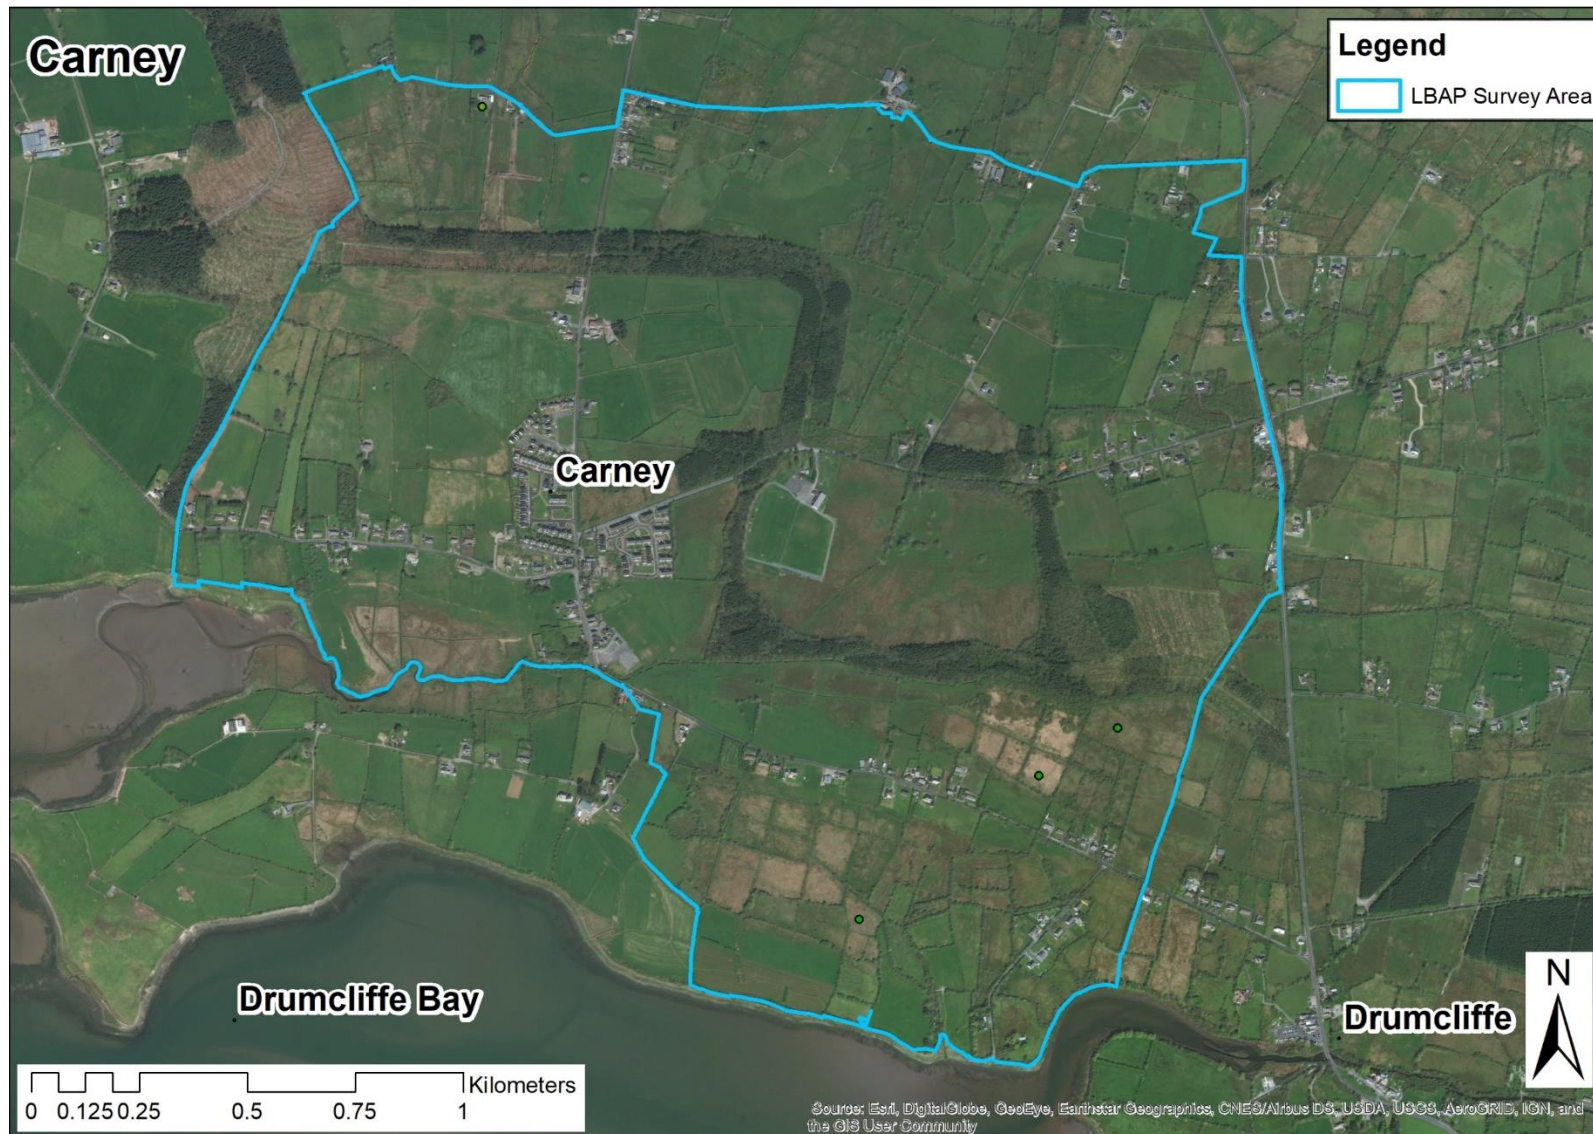 Carney
Legend
LBAP Survey Area
Carney
Drumcliffe Bay
Drumcliffe
N
Kilometers
0 0.125 0.25 0.5 0.75 1
Source: Esri, DigitalGlobe, GeoEye, Earthstar Geographics, CNES/Airbus DS, USDA, USGS, AeroGRID, IGN, and
the GIS User Community